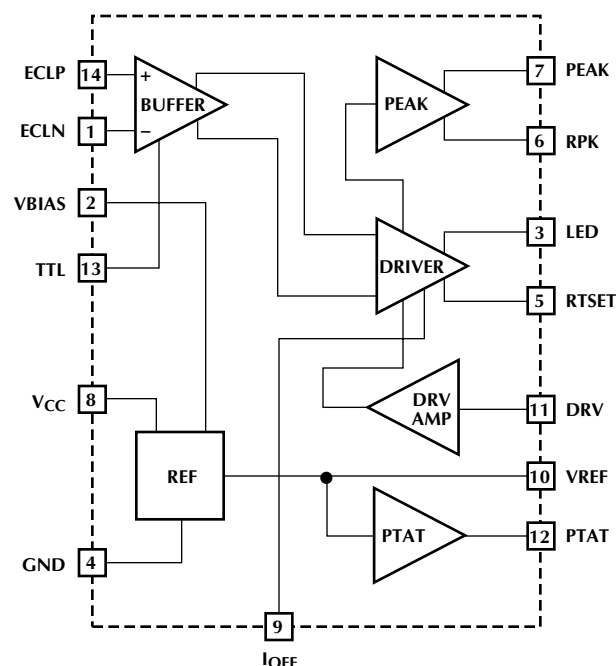 ECLP 14
+
BUFFER
−
ECLN 1
VBIAS 2
TTL 13
VCC 8
GND 4
REF
PEAK
7 PEAK
6 RPK
DRIVER
3 LED
5 RTSET
DRV
AMP
11 DRV
10 VREF
PTAT
12 PTAT
9
IOFF